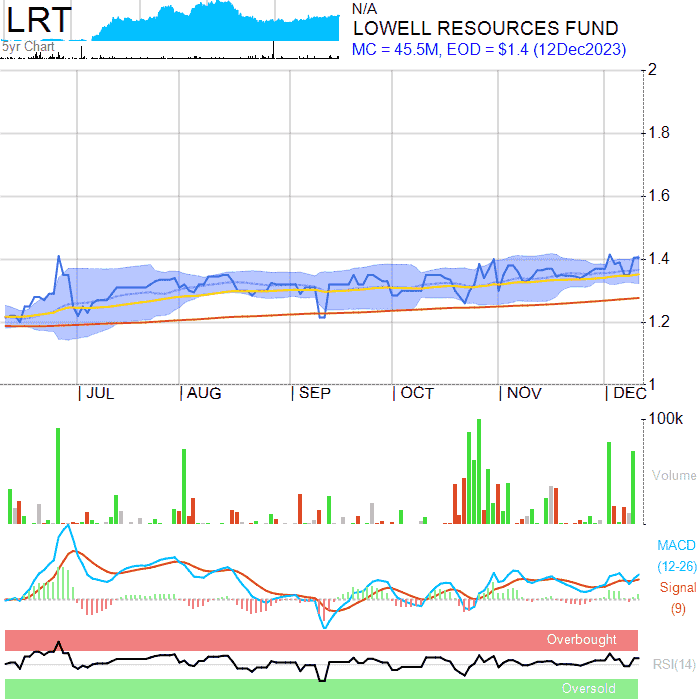 LRT
N/A
LOWELL RESOURCES FUND
5yr Chart
MC = 45.5M, EOD = $1.4 (12Dec2023)
2
1.8
1.6
1.4
1.2
1
| JUL
| AUG
| SEP
| OCT
| NOV
| DEC
100k
Volume
MACD
(12-26)
Signal
(9)
Overbought
RSI(14)
Oversold